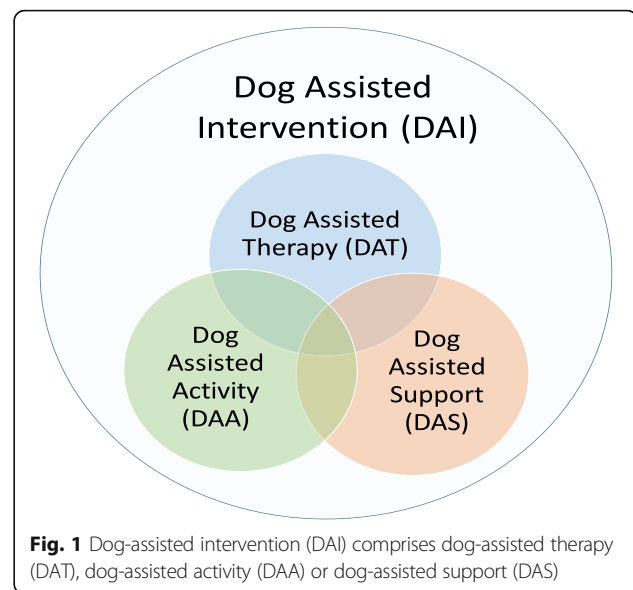 Dog Assisted
Intervention (DAI)
Dog Assisted
Therapy (DAT)
Dog
Assisted
Activity
(DAA)
Dog
Assisted
Support
(DAS)
Fig. 1 Dog-assisted intervention (DAI) comprises dog-assisted therapy
(DAT), dog-assisted activity (DAA) or dog-assisted support (DAS)